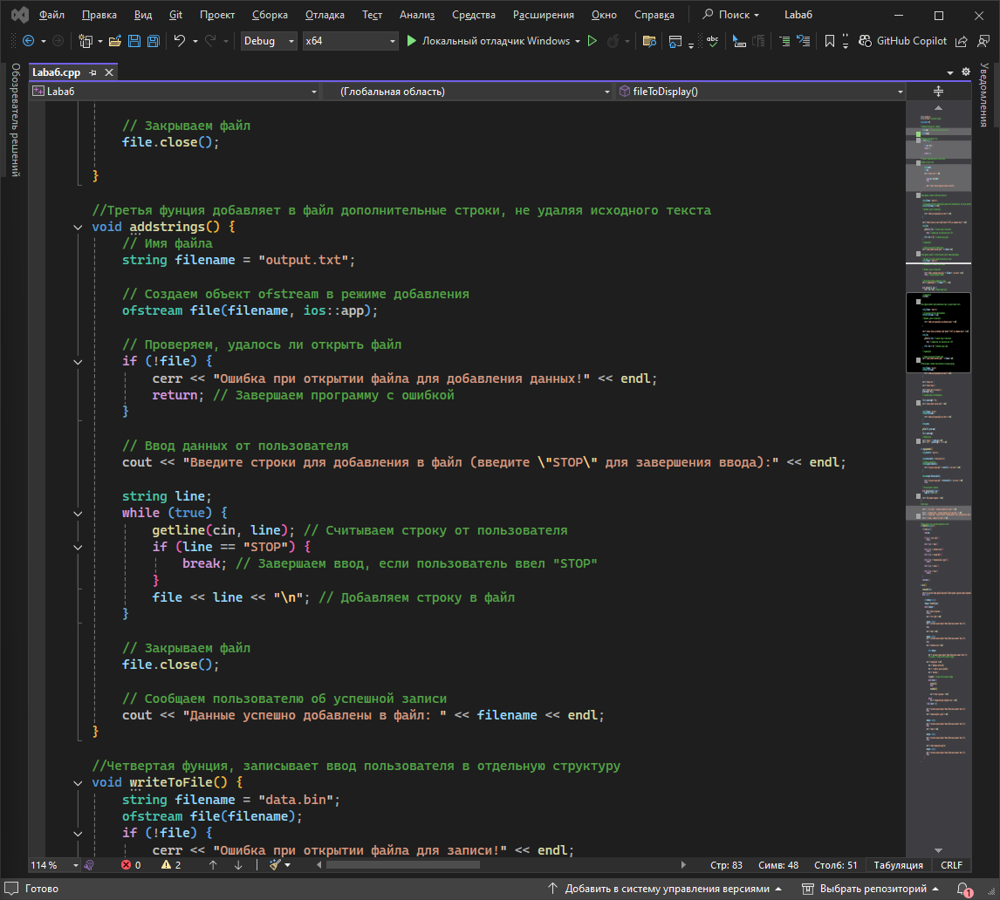 Файл Правка Вид Git Проект Сборка Отладка Тест Анализ Средства Расширения Окно Справка Поиск Laba6
Debug x64 Локальный отладчик Windows abc GitHub Copilot
Обозреватель решений
Уведомления
Laba6.cpp
Laba6 (Глобальная область) fileToDisplay()
// Закрываем файл
file.close();
}
//Третья фунция добавляет в файл дополнительные строки, не удаляя исходного текста
void addstrings() {
// Имя файла
string filename = "output.txt";
// Создаем объект ofstream в режиме добавления
ofstream file(filename, ios::app);
// Проверяем, удалось ли открыть файл
if (!file) {
cerr << "Ошибка при открытии файла для добавления данных!" << endl;
return; // Завершаем программу с ошибкой
}
// Ввод данных от пользователя
cout << "Введите строки для добавления в файл (введите \"STOP\" для завершения ввода):" << endl;
string line;
while (true) {
getline(cin, line); // Считываем строку от пользователя
if (line == "STOP") {
break; // Завершаем ввод, если пользователь ввел "STOP"
}
file << line << "\n"; // Добавляем строку в файл
}
// Закрываем файл
file.close();
// Сообщаем пользователю об успешной записи
cout << "Данные успешно добавлены в файл: " << filename << endl;
}
//Четвертая фунция, записывает ввод пользователя в отдельную структуру
void writeToFile() {
string filename = "data.bin";
ofstream file(filename);
if (!file) {
cerr << "Ошибка при открытии файла для записи!" << endl;
114 % 0 2 Стр: 83 Симв: 48 Столб: 51 Табуляция CRLF
Готово Добавить в систему управления версиями Выбрать репозиторий 1